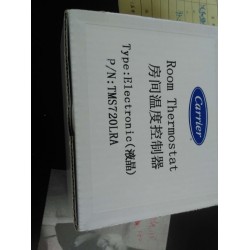 Carrier
Room Thermostat
房间温度控制器
Type:Electronic(液晶)
P/N:TMS720LRA